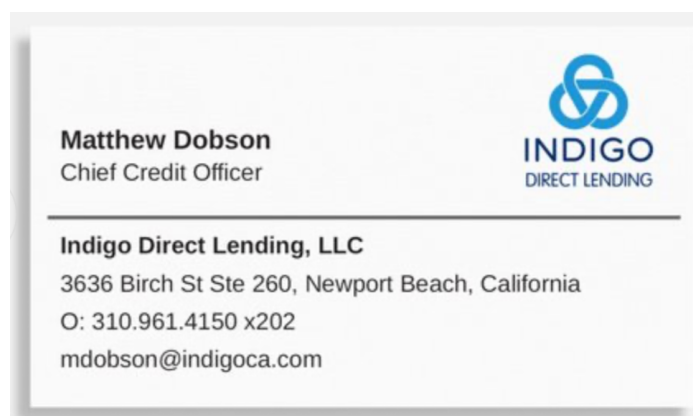 Matthew Dobson
Chief Credit Officer
INDIGO
DIRECT LENDING
Indigo Direct Lending, LLC
3636 Birch St Ste 260, Newport Beach, California
O: 310.961.4150 x202
mdobson@indigoca.com